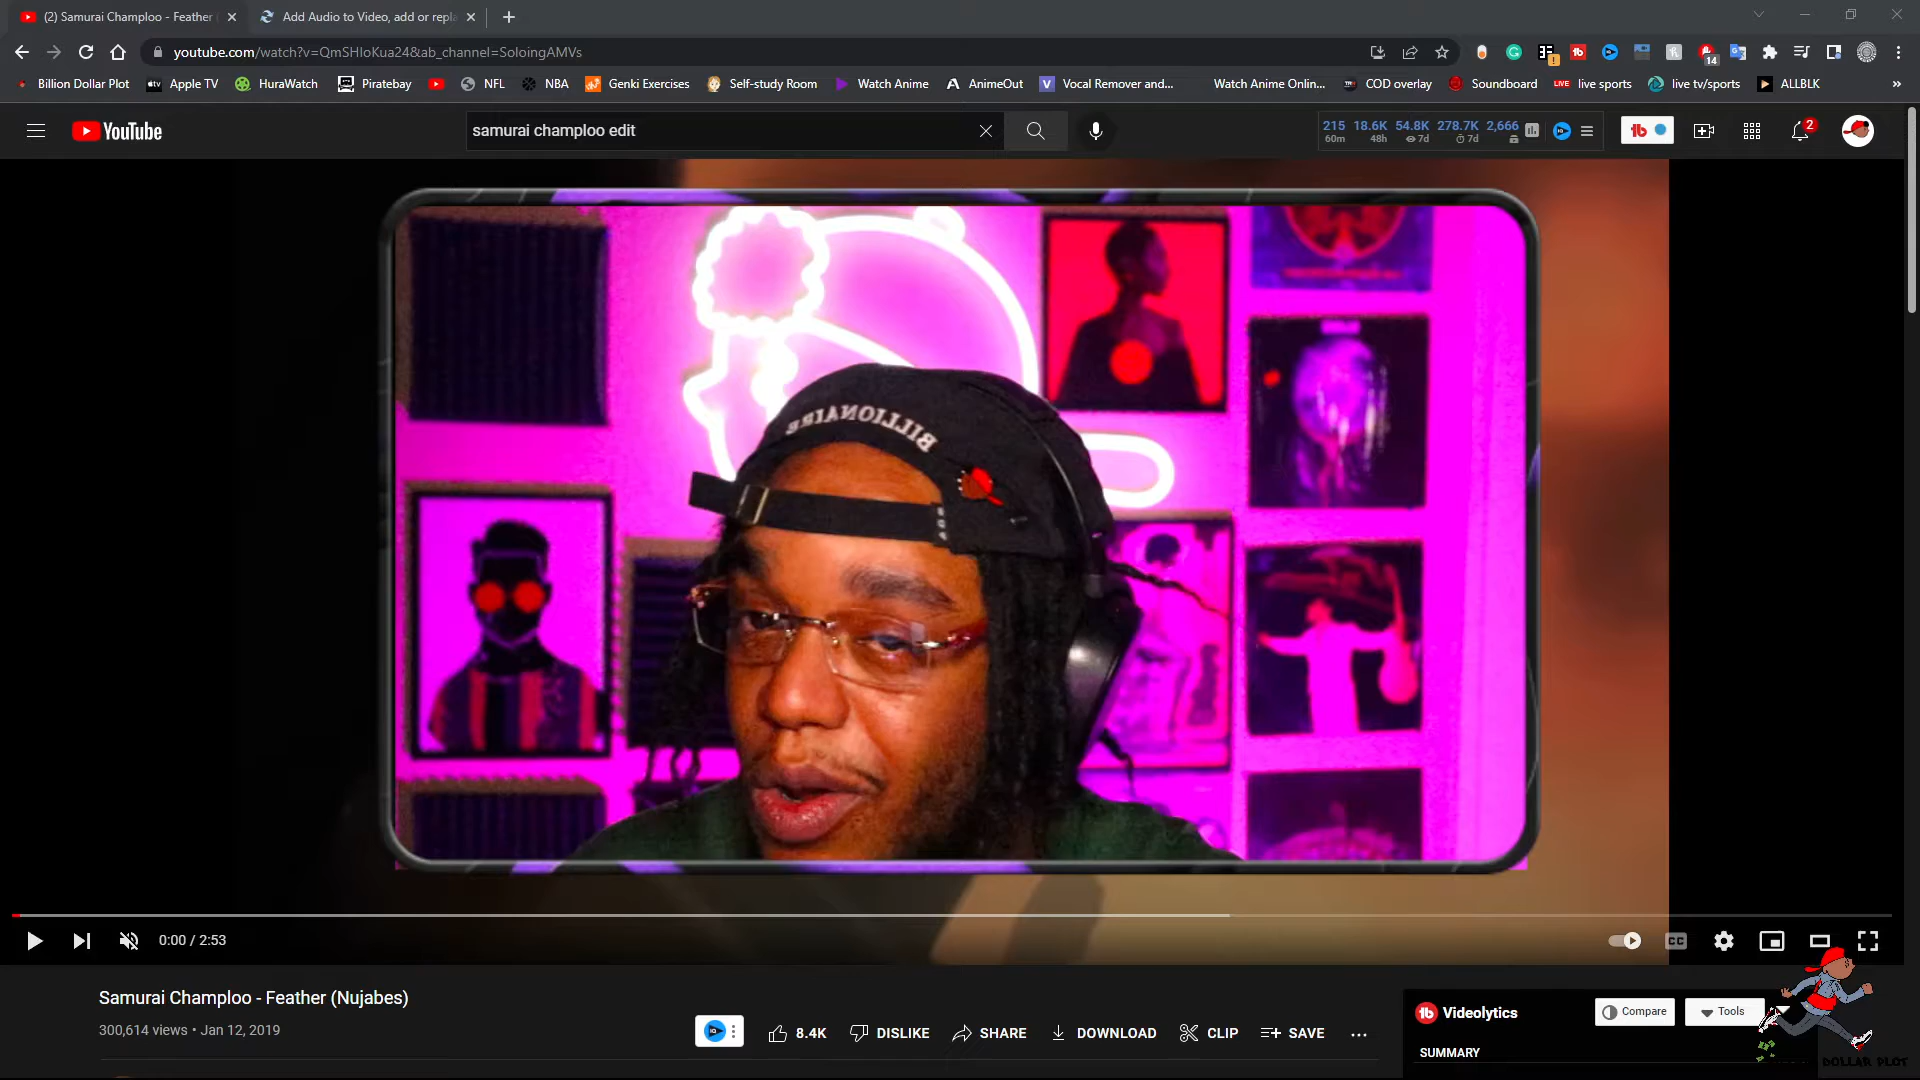 (2) Samurai Champloo - Feather
Add Audio to Video, add or repla
youtube.com/watch?v=QmSHIoKua24&ab_channel=SoloingAMVs
14
Billion Dollar Plot
Apple TV
HuraWatch
Piratebay
NFL
NBA
Genki Exercises
Self-study Room
Watch Anime
AnimeOut
Vocal Remover and...
Watch Anime Onlin...
COD overlay
Soundboard
LIVE live sports
live tv/sports
ALLBLK
»
YouTube
samurai champloo edit
215 18.6K 54.8K 278.7K 2,666
60m 48h 7d 7d
2
BILLIONAIRE
0:00 / 2:53
CC
Samurai Champloo - Feather (Nujabes)
300,614 views • Jan 12, 2019
8.4K
DISLIKE
SHARE
DOWNLOAD
CLIP
SAVE
...
Videolytics
Compare
Tools
SUMMARY
DOLLAR PLOT